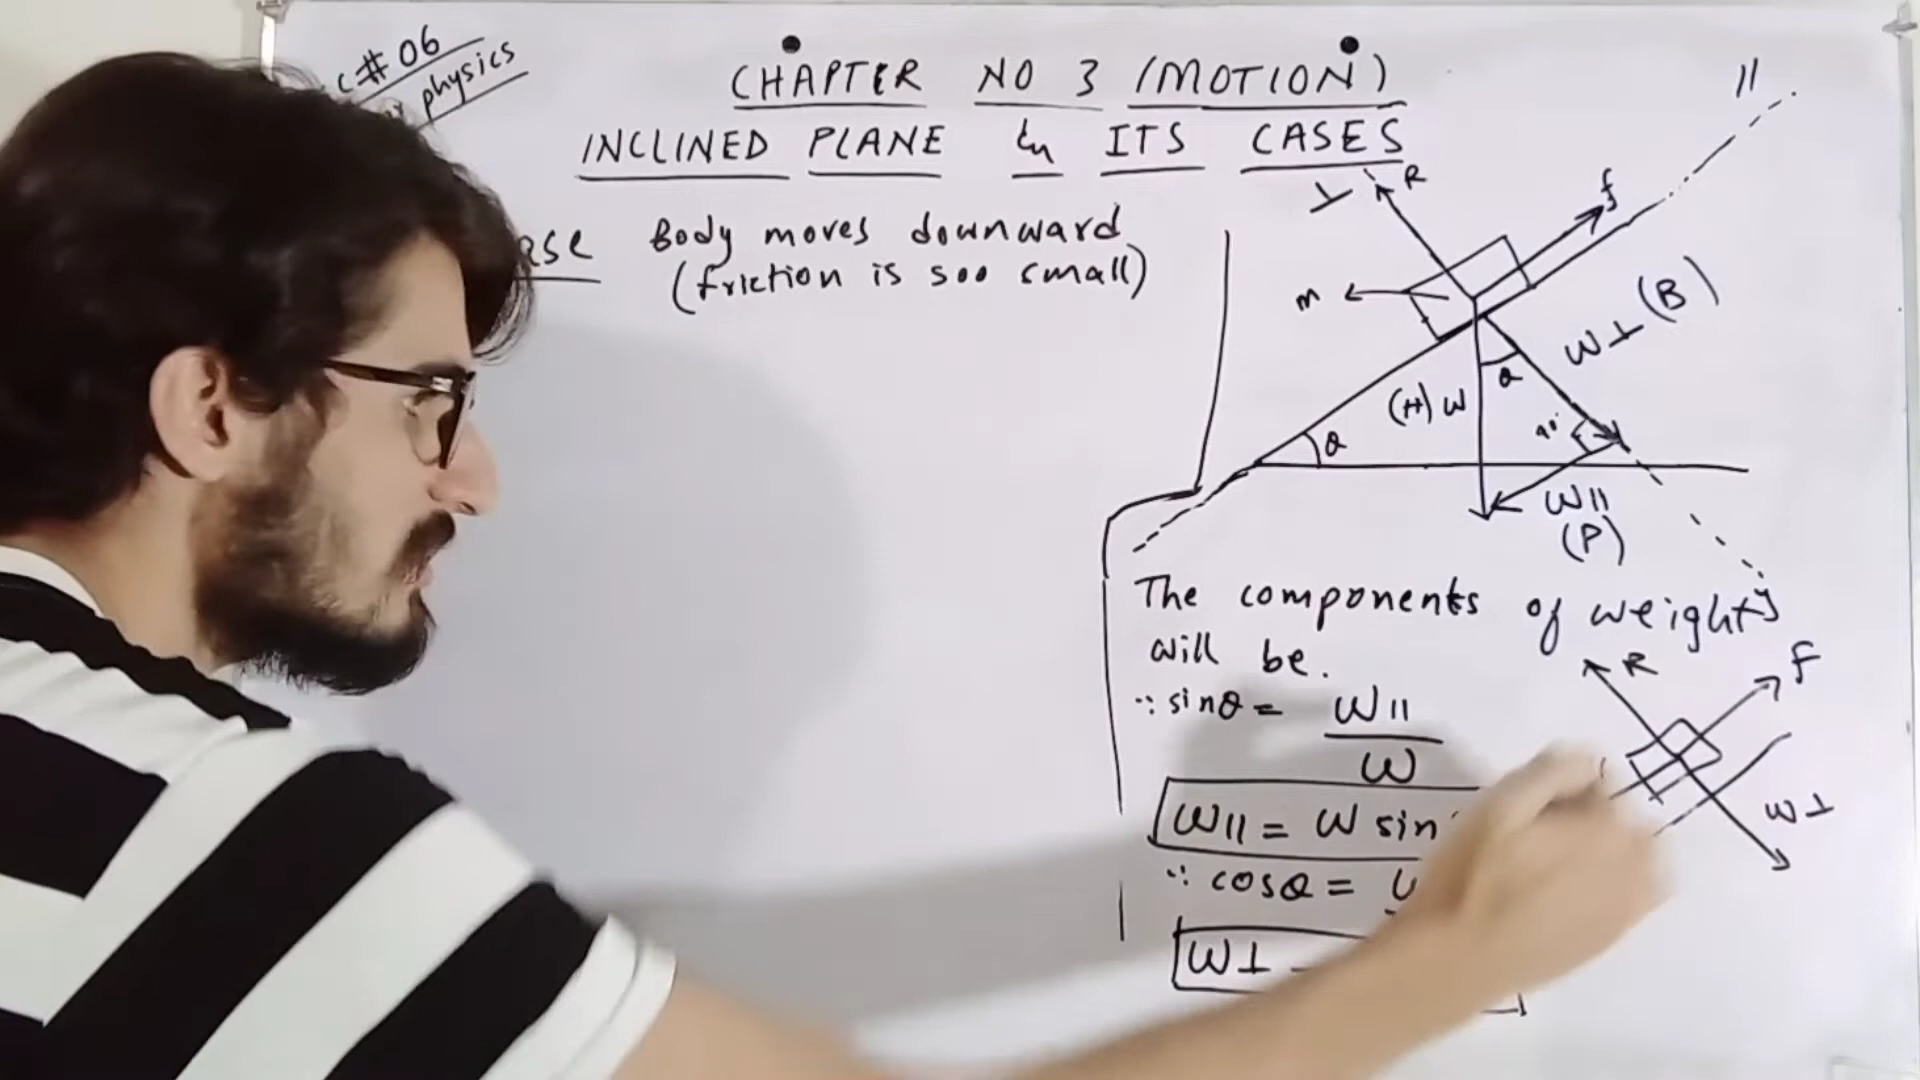 C# 06
physics
CHAPTER NO 3 (MOTION)
INCLINED PLANE & ITS CASES
Body moves downward
(friction is soo small)
||
⊥ R
f
m
W⊥ (B)
(H) W
θ
90°
θ
W||
(P)
The components of weight
will be.
∵ sinθ = W||
W
W|| = W sin
∵ cosθ =
W⊥
R
F
W⊥